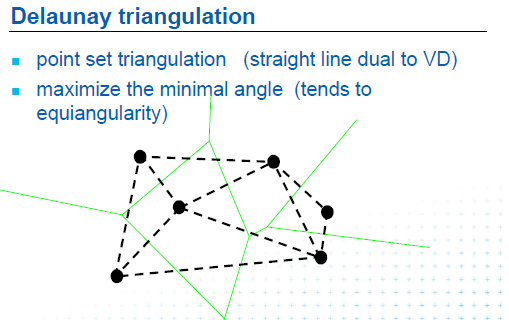 Delaunay triangulation
point set triangulation (straight line dual to VD)
maximize the minimal angle (tends to
equiangularity)